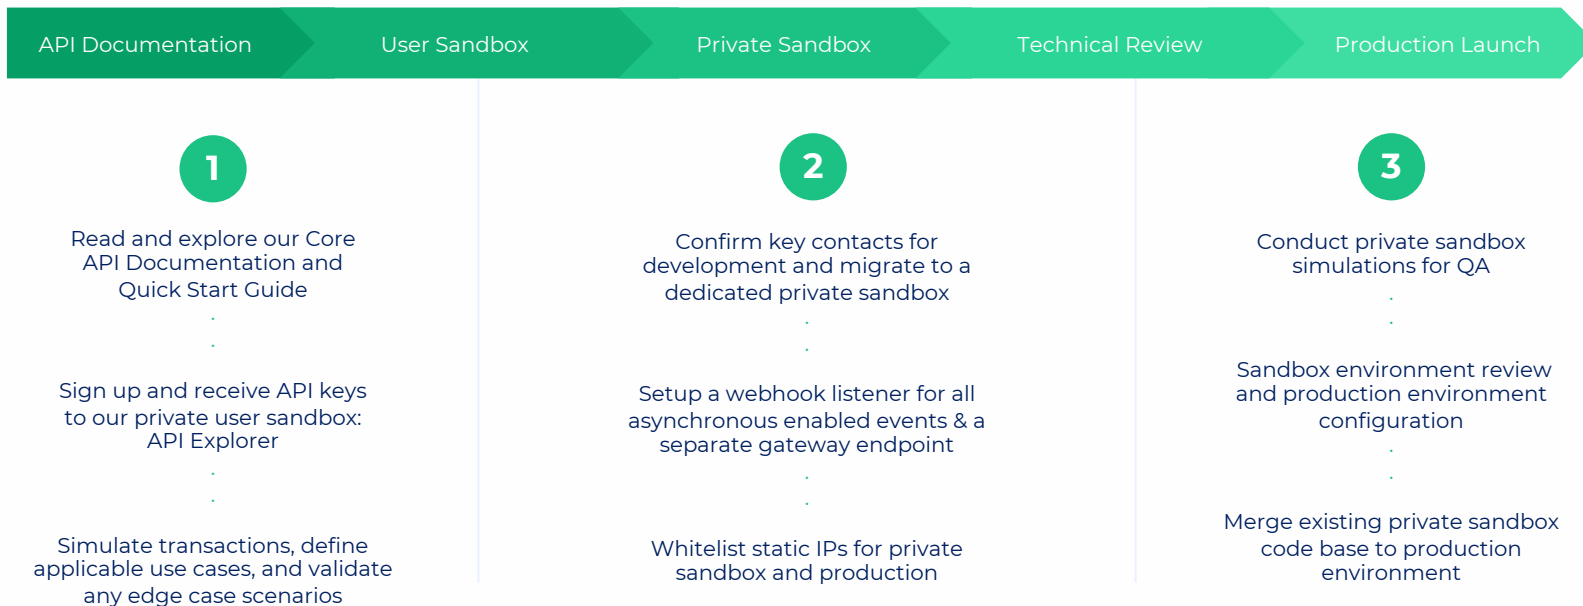 API Documentation
User Sandbox
Private Sandbox
Technical Review
Production Launch
1
Read and explore our Core
API Documentation and
Quick Start Guide
Sign up and receive API keys
to our private user sandbox:
API Explorer
Simulate transactions, define
applicable use cases, and validate
any edge case scenarios
2
Confirm key contacts for
development and migrate to a
dedicated private sandbox
Setup a webhook listener for all
asynchronous enabled events & a
separate gateway endpoint
Whitelist static IPs for private
sandbox and production
3
Conduct private sandbox
simulations for QA
Sandbox environment review
and production environment
configuration
Merge existing private sandbox
code base to production
environment